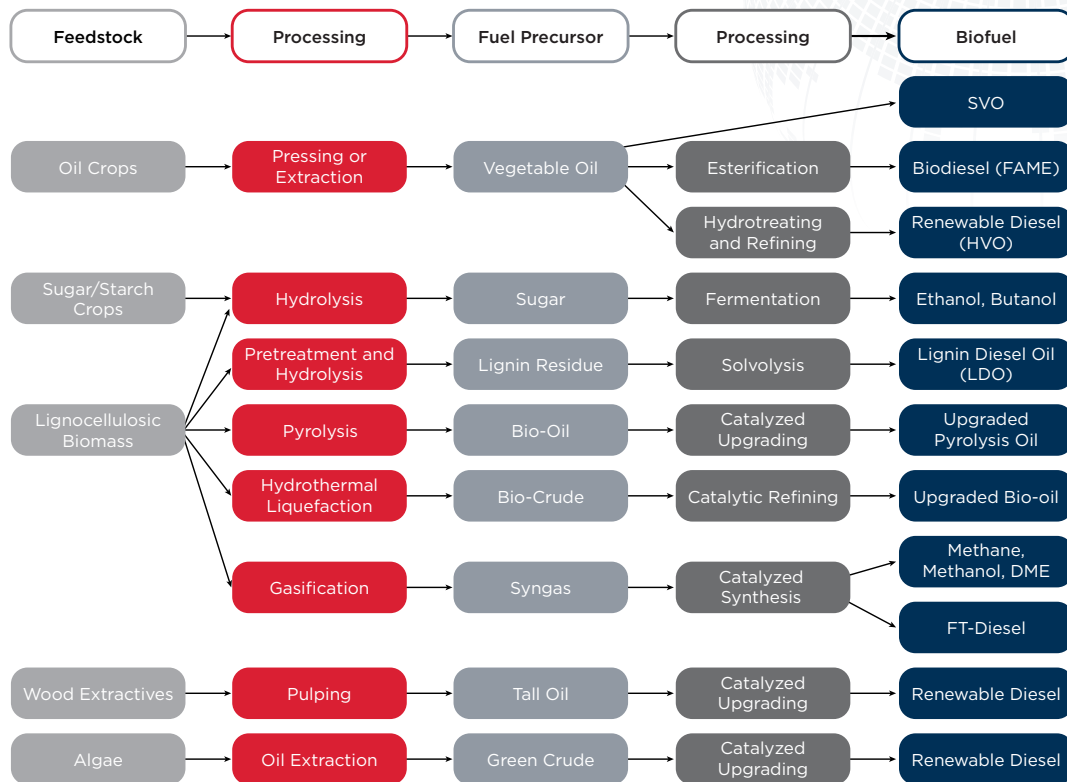 Feedstock
Processing
Fuel Precursor
Processing
Biofuel
SVO
Oil Crops
Pressing or
Extraction
Vegetable Oil
Esterification
Biodiesel (FAME)
Hydrotreating
and Refining
Renewable Diesel
(HVO)
Sugar/Starch
Crops
Hydrolysis
Sugar
Fermentation
Ethanol, Butanol
Pretreatment and
Hydrolysis
Lignin Residue
Solvolysis
Lignin Diesel Oil
(LDO)
Lignocellulosic
Biomass
Pyrolysis
Bio-Oil
Catalyzed
Upgrading
Upgraded
Pyrolysis Oil
Hydrothermal
Liquefaction
Bio-Crude
Catalytic Refining
Upgraded Bio-oil
Gasification
Syngas
Catalyzed
Synthesis
Methane,
Methanol, DME
FT-Diesel
Wood Extractives
Pulping
Tall Oil
Catalyzed
Upgrading
Renewable Diesel
Algae
Oil Extraction
Green Crude
Catalyzed
Upgrading
Renewable Diesel